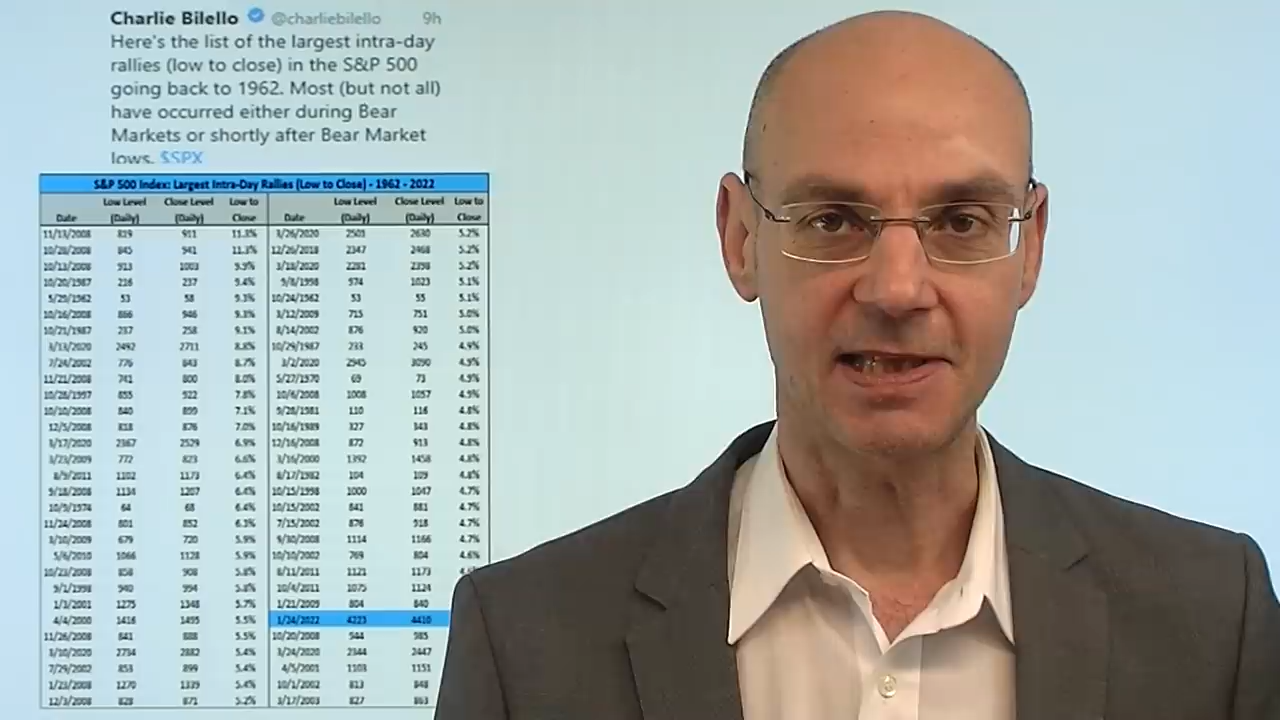 Charlie Bilello @charliebilello 9h
Here's the list of the largest intra-day
rallies (low to close) in the S&P 500
going back to 1962. Most (but not all)
have occurred either during Bear
Markets or shortly after Bear Market
lows. $SPX
S&P 500 Index: Largest Intra-Day Rallies (Low to Close) - 1962 - 2022
Low Level Close Level Low to Low Level Close Level Low to
Date (Daily) (Daily) Close Date (Daily) (Daily) Close
11/13/2008 819 911 11.3% 3/26/2020 2501 2630 5.2%
10/28/2008 845 941 11.3% 12/26/2018 2347 2468 5.2%
10/13/2008 913 1003 9.9% 3/18/2020 2281 2398 5.2%
10/20/1987 216 237 9.4% 9/8/1998 974 1023 5.1%
5/29/1962 53 58 9.3% 10/24/1962 53 55 5.1%
10/16/2008 866 946 9.3% 3/12/2009 715 751 5.0%
10/21/1987 237 258 9.1% 8/14/2002 876 920 5.0%
3/13/2020 2492 2711 8.8% 10/29/1987 233 245 4.9%
7/24/2002 776 843 8.7% 3/2/2020 2945 3090 4.9%
11/21/2008 741 800 8.0% 5/27/1970 69 73 4.9%
10/28/1997 855 922 7.8% 10/6/2008 1008 1057 4.9%
10/10/2008 840 899 7.1% 9/28/1981 110 116 4.8%
12/5/2008 818 876 7.0% 10/16/1989 327 343 4.8%
3/17/2020 2367 2529 6.9% 12/16/2008 872 913 4.8%
3/23/2009 772 823 6.6% 3/16/2000 1392 1458 4.8%
8/9/2011 1102 1173 6.4% 8/17/1982 104 109 4.8%
9/18/2008 1134 1207 6.4% 10/15/1998 1000 1047 4.7%
10/9/1974 64 68 6.4% 10/15/2002 841 881 4.7%
11/24/2008 801 852 6.3% 7/15/2002 876 918 4.7%
3/10/2009 679 720 5.9% 9/30/2008 1114 1166 4.7%
5/6/2010 1066 1128 5.9% 10/10/2002 769 804 4.6%
10/23/2008 858 908 5.8% 8/11/2011 1121 1173
9/1/1998 940 994 5.8% 10/4/2011 1075 1124
1/3/2001 1275 1348 5.7% 1/21/2009 804 840
4/4/2000 1416 1495 5.5% 1/24/2022 4223 4410
11/26/2008 841 888 5.5% 10/20/2008 944 985
3/10/2020 2734 2882 5.4% 3/24/2020 2344 2447
7/29/2002 853 899 5.4% 4/5/2001 1103 1151
1/23/2008 1270 1339 5.4% 10/1/2002 813 848
12/3/2008 828 871 5.2% 3/17/2003 827 863